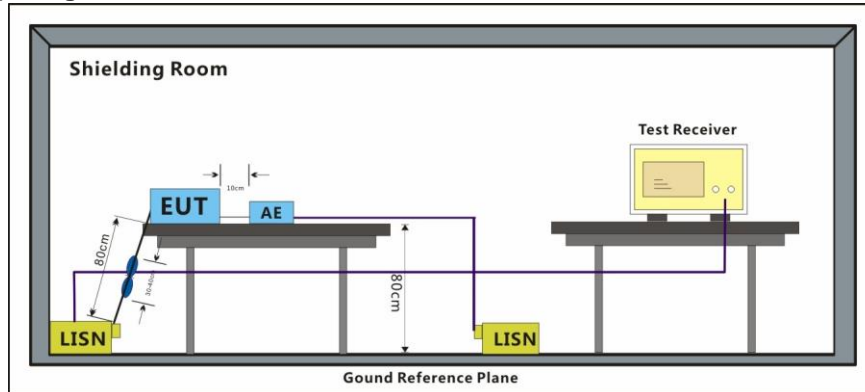 Shielding Room
Test Receiver
10cm
EUT
AE
80cm
30-40cm
80cm
LISN
LISN
Gound Reference Plane